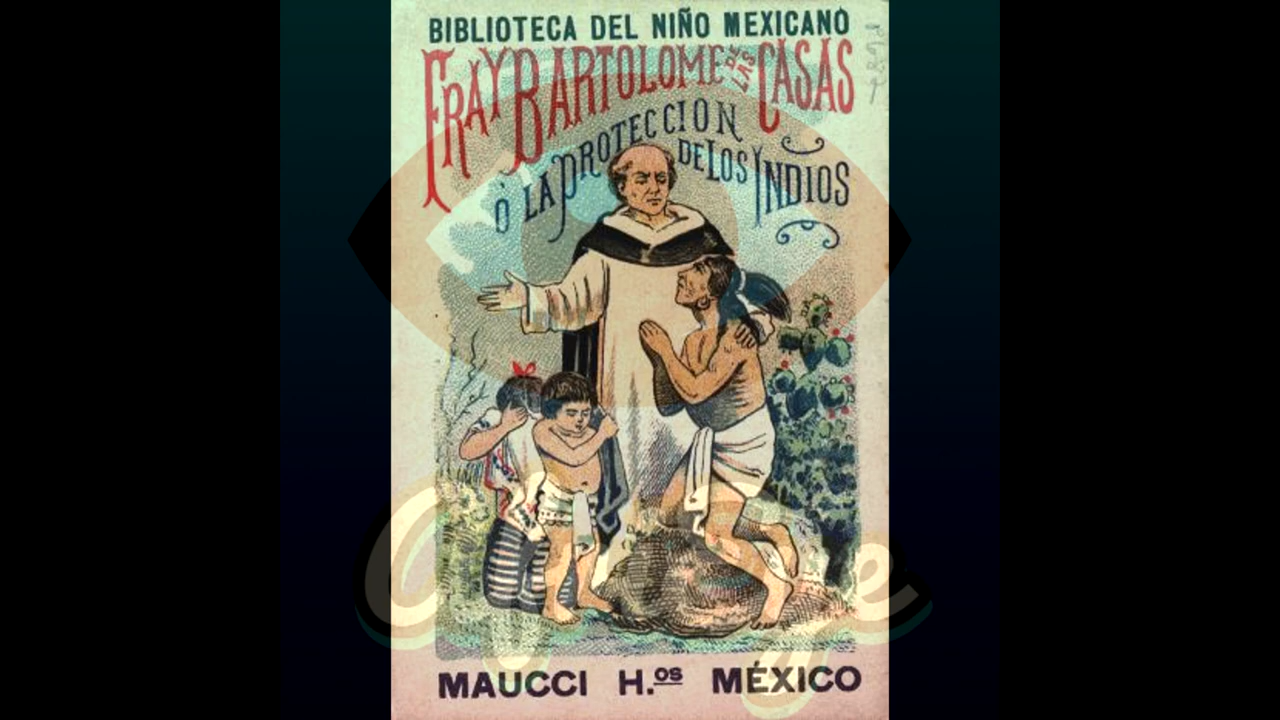 BIBLIOTECA DEL NIÑO MEXICANO
FRAY BARTOLOME DE LAS CASAS
Ó LA PROTECCION DE LOS INDIOS
MAUCCI H.os MÉXICO